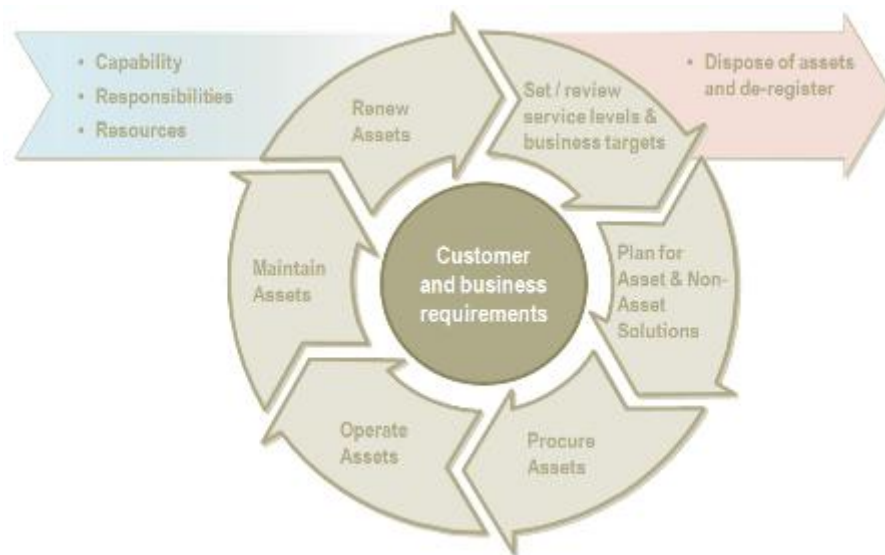 • Capability
• Responsibilities
• Resources
Renew
Assets
Set / review
service levels &
business targets
• Dispose of assets
and de-register
Maintain
Assets
Customer
and business
requirements
Plan for
Asset & Non-
Asset
Solutions
Operate
Assets
Procure
Assets